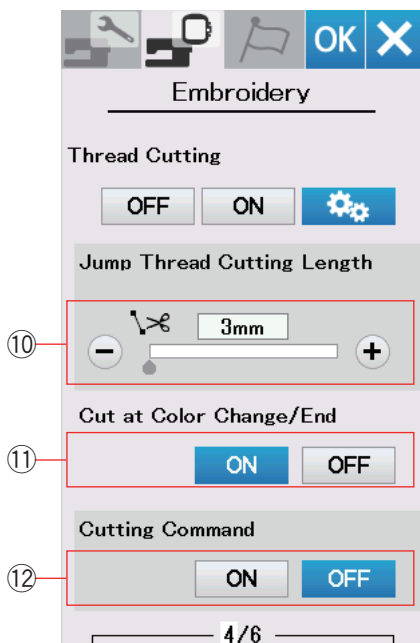 OK
Embroidery
Thread Cutting
OFF ON
Jump Thread Cutting Length
⑩ 3mm
Cut at Color Change/End
⑪ ON OFF
Cutting Command
⑫ ON OFF
4/6